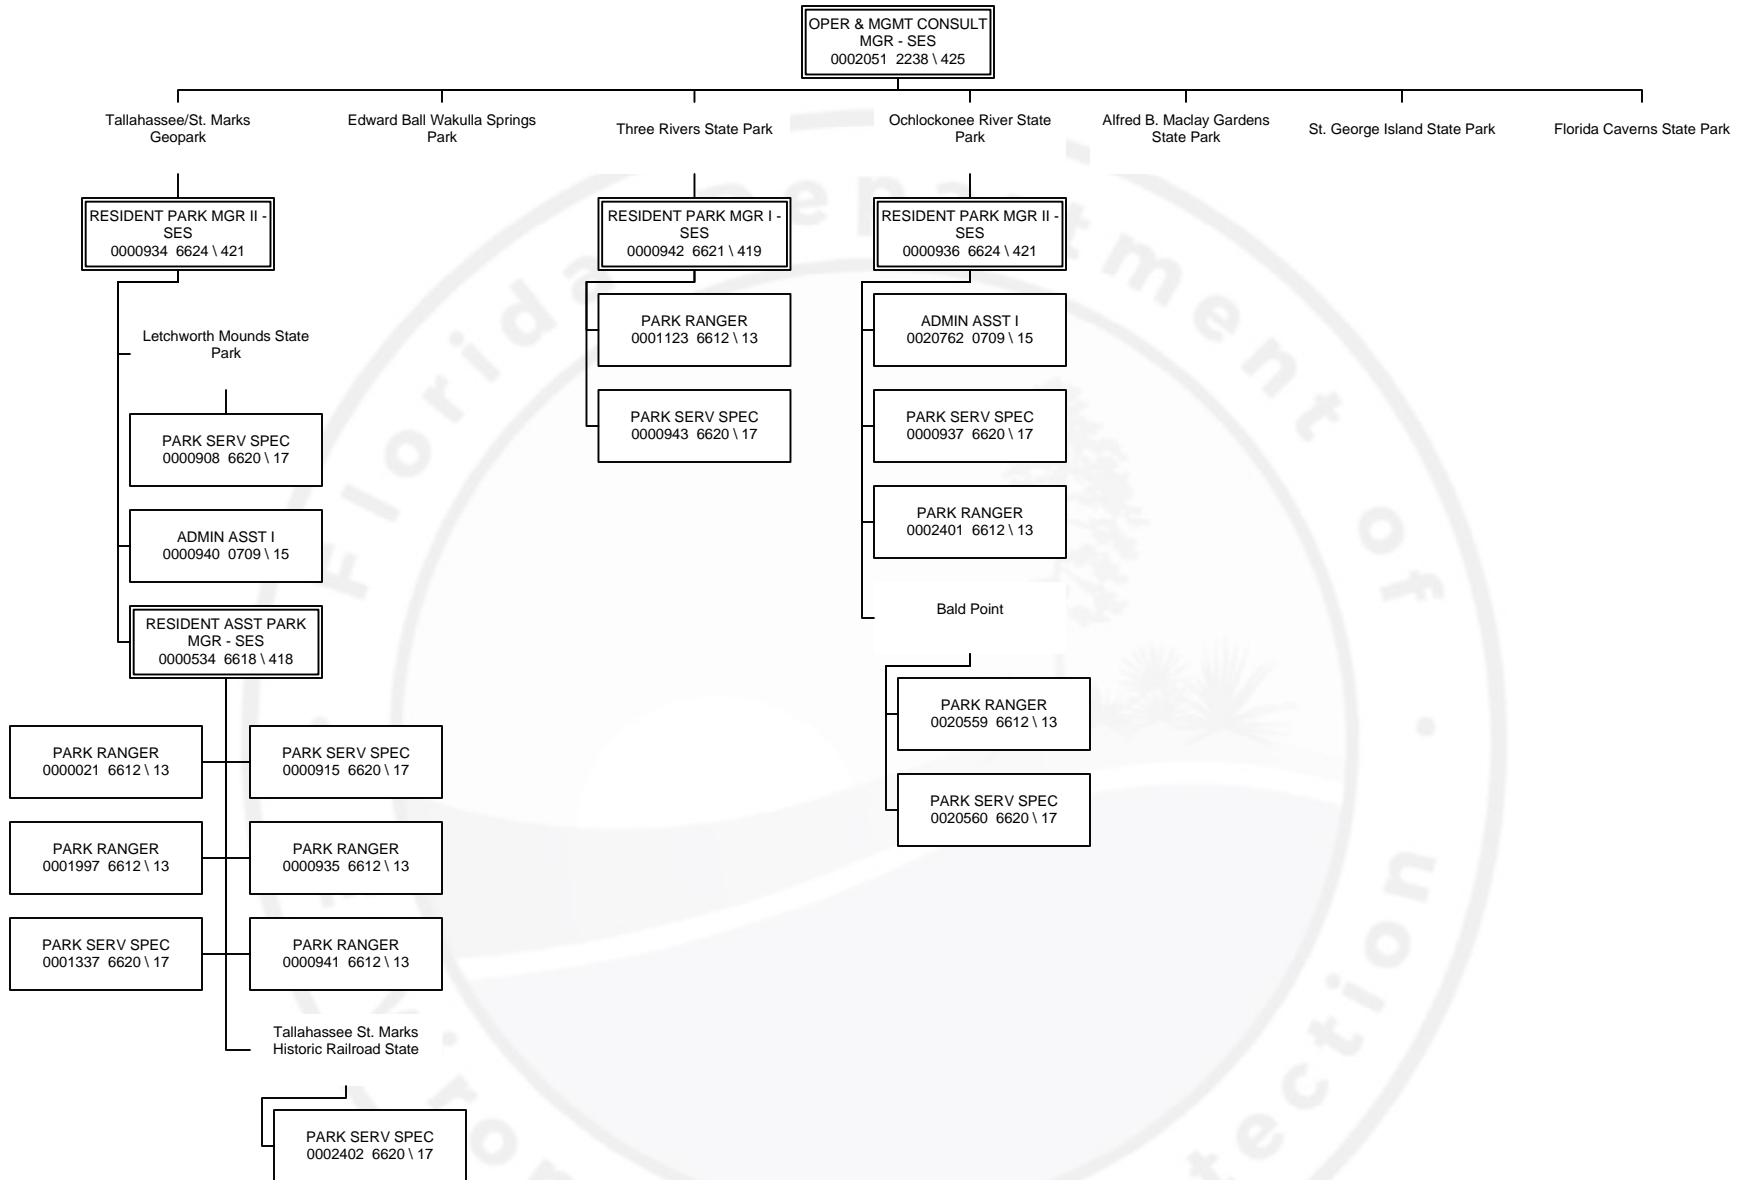 OPER & MGMT CONSULT
MGR - SES
0002051 2238 \ 425
Tallahassee/St. Marks
Geopark
Edward Ball Wakulla Springs
Park
Three Rivers State Park
Ochlockonee River State
Park
Alfred B. Maclay Gardens
State Park
St. George Island State Park
Florida Caverns State Park
RESIDENT PARK MGR II -
SES
0000934 6624 \ 421
Letchworth Mounds State
Park
PARK SERV SPEC
0000908 6620 \ 17
ADMIN ASST I
0000940 0709 \ 15
RESIDENT ASST PARK
MGR - SES
0000534 6618 \ 418
PARK RANGER
0000021 6612 \ 13
PARK SERV SPEC
0000915 6620 \ 17
PARK RANGER
0001997 6612 \ 13
PARK RANGER
0000935 6612 \ 13
PARK SERV SPEC
0001337 6620 \ 17
PARK RANGER
0000941 6612 \ 13
Tallahassee St. Marks
Historic Railroad State
PARK SERV SPEC
0002402 6620 \ 17
RESIDENT PARK MGR I -
SES
0000942 6621 \ 419
PARK RANGER
0001123 6612 \ 13
PARK SERV SPEC
0000943 6620 \ 17
RESIDENT PARK MGR II -
SES
0000936 6624 \ 421
ADMIN ASST I
0020762 0709 \ 15
PARK SERV SPEC
0000937 6620 \ 17
PARK RANGER
0002401 6612 \ 13
Bald Point
PARK RANGER
0020559 6612 \ 13
PARK SERV SPEC
0020560 6620 \ 17
Florida
of